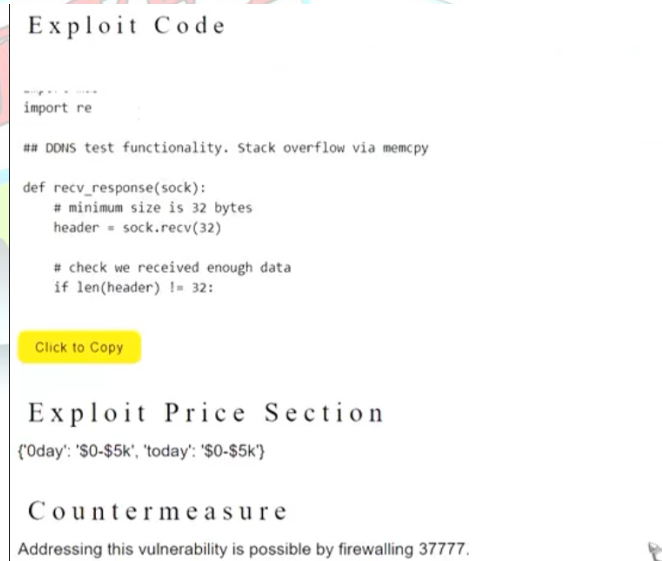 Exploit Code
import re
## DDNS test functionality. Stack overflow via memcpy
def recv_response(sock):
# minimum size is 32 bytes
header = sock.recv(32)
# check we received enough data
if len(header) != 32:
Click to Copy
Exploit Price Section
{'0day': '$0-$5k', 'today': '$0-$5k'}
Countermeasure
Addressing this vulnerability is possible by firewalling 37777.